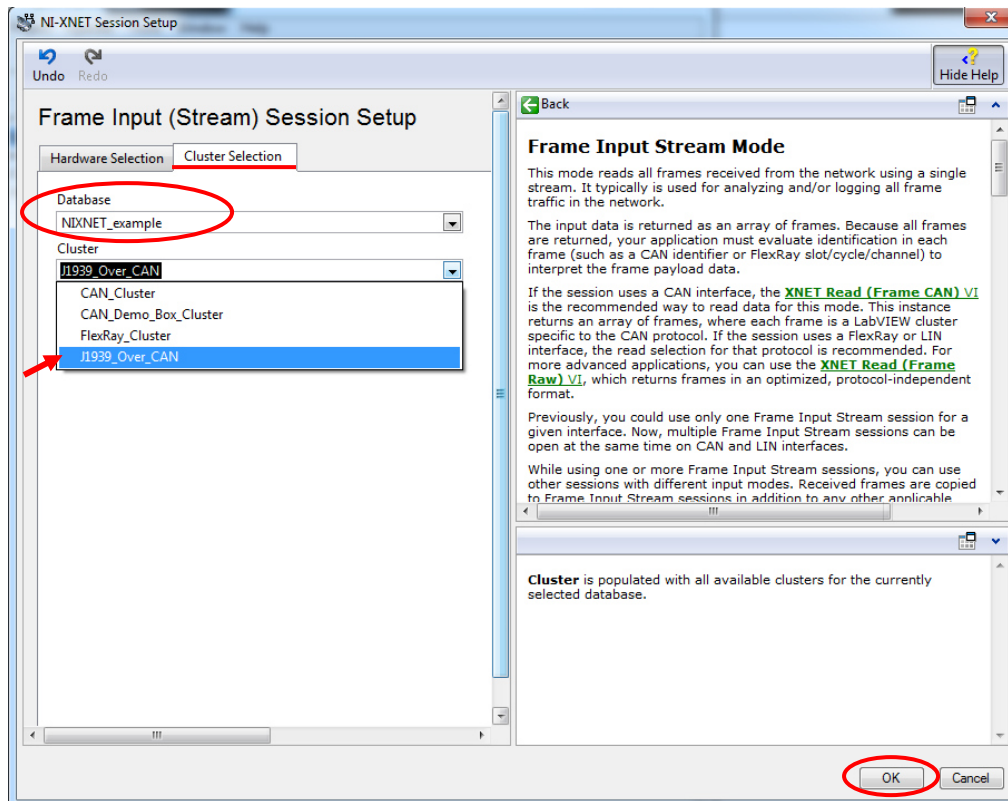 NI-XNET Session Setup
Undo Redo
Hide Help
Frame Input (Stream) Session Setup
Hardware Selection Cluster Selection
Database
NIXNET_example
Cluster
J1939_Over_CAN
CAN_Cluster
CAN_Demo_Box_Cluster
FlexRay_Cluster
J1939_Over_CAN
Back
Frame Input Stream Mode
This mode reads all frames received from the network using a single
stream. It typically is used for analyzing and/or logging all frame
traffic in the network.
The input data is returned as an array of frames. Because all frames
are returned, your application must evaluate identification in each
frame (such as a CAN identifier or FlexRay slot/cycle/channel) to
interpret the frame payload data.
If the session uses a CAN interface, the XNET Read (Frame CAN) VI
is the recommended way to read data for this mode. This instance
returns an array of frames, where each frame is a LabVIEW cluster
specific to the CAN protocol. If the session uses a FlexRay or LIN
interface, the read selection for that protocol is recommended. For
more advanced applications, you can use the XNET Read (Frame
Raw) VI, which returns frames in an optimized, protocol-independent
format.
Previously, you could use only one Frame Input Stream session for a
given interface. Now, multiple Frame Input Stream sessions can be
open at the same time on CAN and LIN interfaces.
While using one or more Frame Input Stream sessions, you can use
other sessions with different input modes. Received frames are copied
to Frame Input Stream sessions in addition to any other applicable
Cluster is populated with all available clusters for the currently
selected database.
OK Cancel